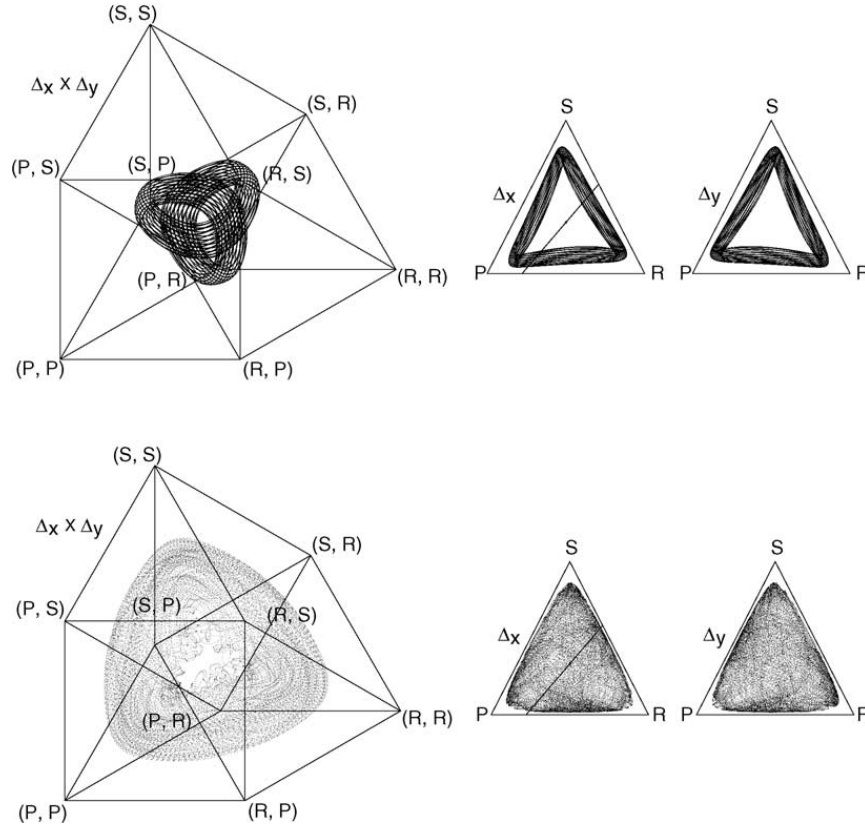 (S, S)
Δx X Δy
(S, R)
(P, S)
(S, P)
(R, S)
(P, R)
(R, R)
(P, P)
(R, P)
S
Δx
P
R
S
Δy
P
(S, S)
Δx X Δy
(S, R)
(P, S)
(S, P)
(R, S)
(P, R)
(R, R)
(P, P)
(R, P)
S
Δx
P
R
S
Δy
P